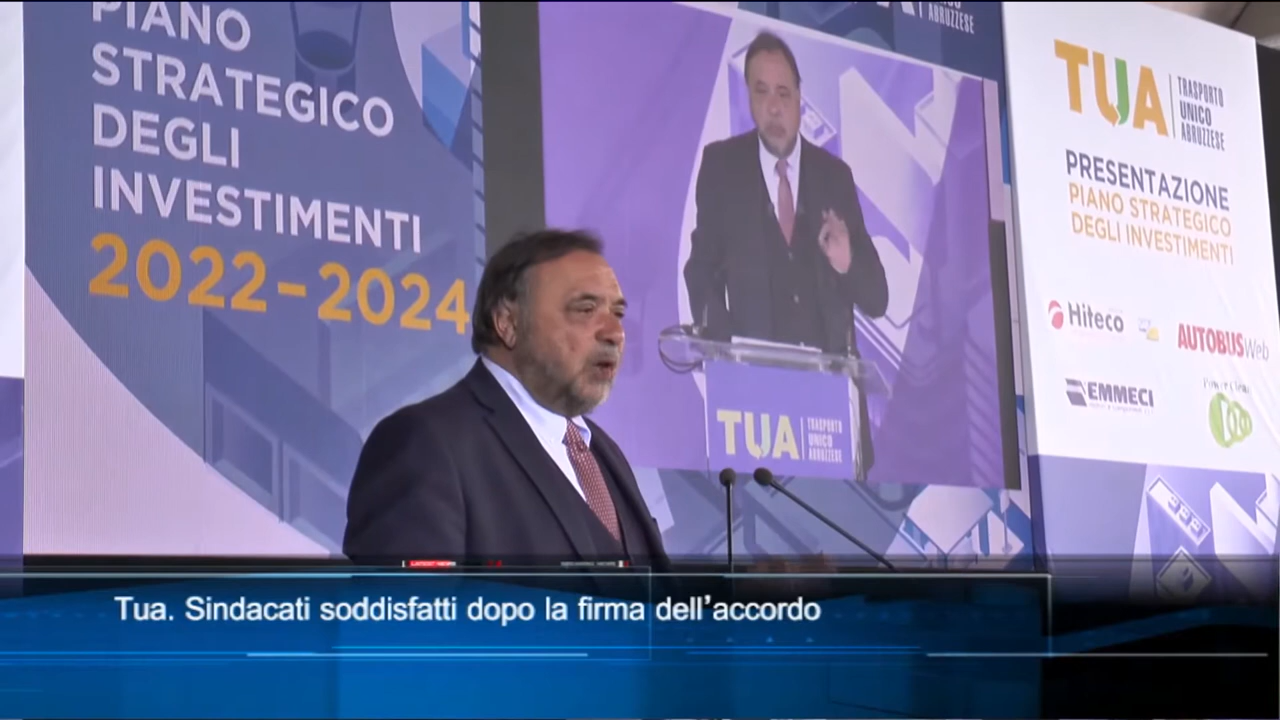 PIANO
STRATEGICO
DEGLI
INVESTIMENTI
2022-2024
ABRUZZESE
TUA
TRASPORTO
UNICO
ABRUZZESE
TUA
TRASPORTO
UNICO
ABRUZZESE
PRESENTAZIONE
PIANO STRATEGICO
DEGLI INVESTIMENTI
Hiteco
AUTOBUSWeb
EMMECI
Tua. Sindacati soddisfatti dopo la firma dell'accordo